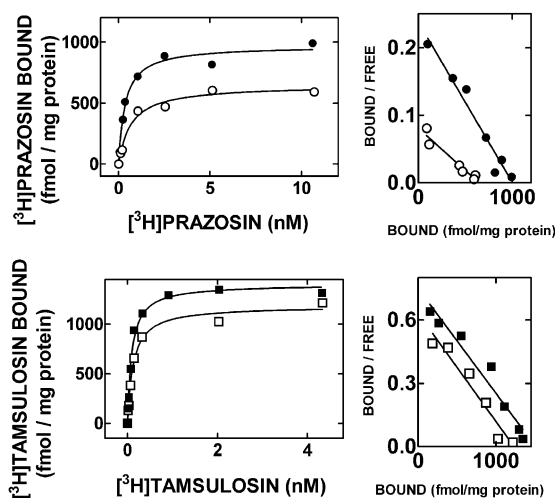 [³H]PRAZOSIN BOUND
(fmol / mg protein)
1000
500
0
0
5
10
[³H]PRAZOSIN (nM)
BOUND / FREE
0.2
0.1
0.0
0
1000
BOUND (fmol/mg protein)
[³H]TAMSULOSIN BOUND
(fmol / mg protein)
1000
500
0
0
2
4
[³H]TAMSULOSIN (nM)
BOUND / FREE
0.6
0.3
0.0
0
1000
BOUND (fmol/mg protein)